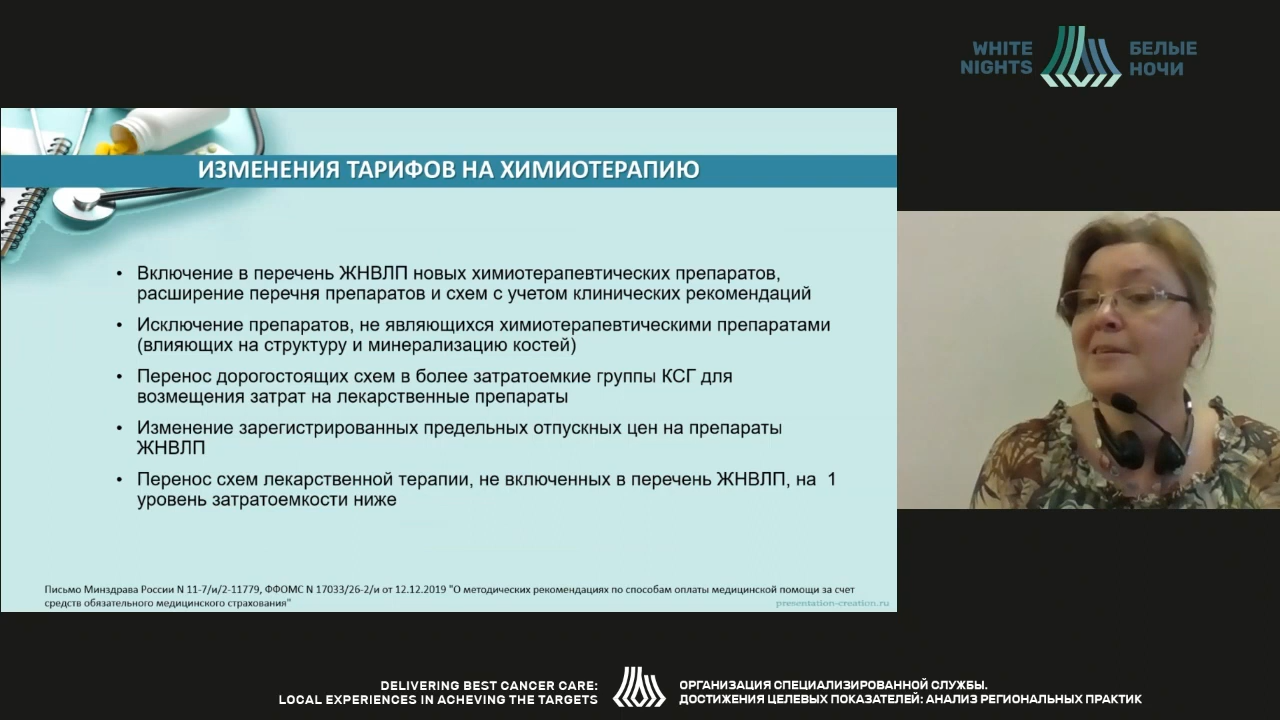 WHITE
NIGHTS
БЕЛЫЕ
НОЧИ
ИЗМЕНЕНИЯ ТАРИФОВ НА ХИМИОТЕРАПИЮ
• Включение в перечень ЖНВЛП новых химиотерапевтических препаратов,
расширение перечня препаратов и схем с учетом клинических рекомендаций
• Исключение препаратов, не являющихся химиотерапевтическими препаратами
(влияющих на структуру и минерализацию костей)
• Перенос дорогостоящих схем в более затратоемкие группы КСГ для
возмещения затрат на лекарственные препараты
• Изменение зарегистрированных предельных отпускных цен на препараты
ЖНВЛП
• Перенос схем лекарственной терапии, не включенных в перечень ЖНВЛП, на 1
уровень затратоемкости ниже
Письмо Минздрава России N 11-7/и/2-11779, ФФОМС N 17033/26-2/и от 12.12.2019 "О методических рекомендациях по способам оплаты медицинской помощи за счет
средств обязательного медицинского страхования"
presentation-creation.ru
DELIVERING BEST CANCER CARE:
LOCAL EXPERIENCES IN ACHEVING THE TARGETS
ОРГАНИЗАЦИЯ СПЕЦИАЛИЗИРОВАННОЙ СЛУЖБЫ.
ДОСТИЖЕНИЯ ЦЕЛЕВЫХ ПОКАЗАТЕЛЕЙ: АНАЛИЗ РЕГИОНАЛЬНЫХ ПРАКТИК